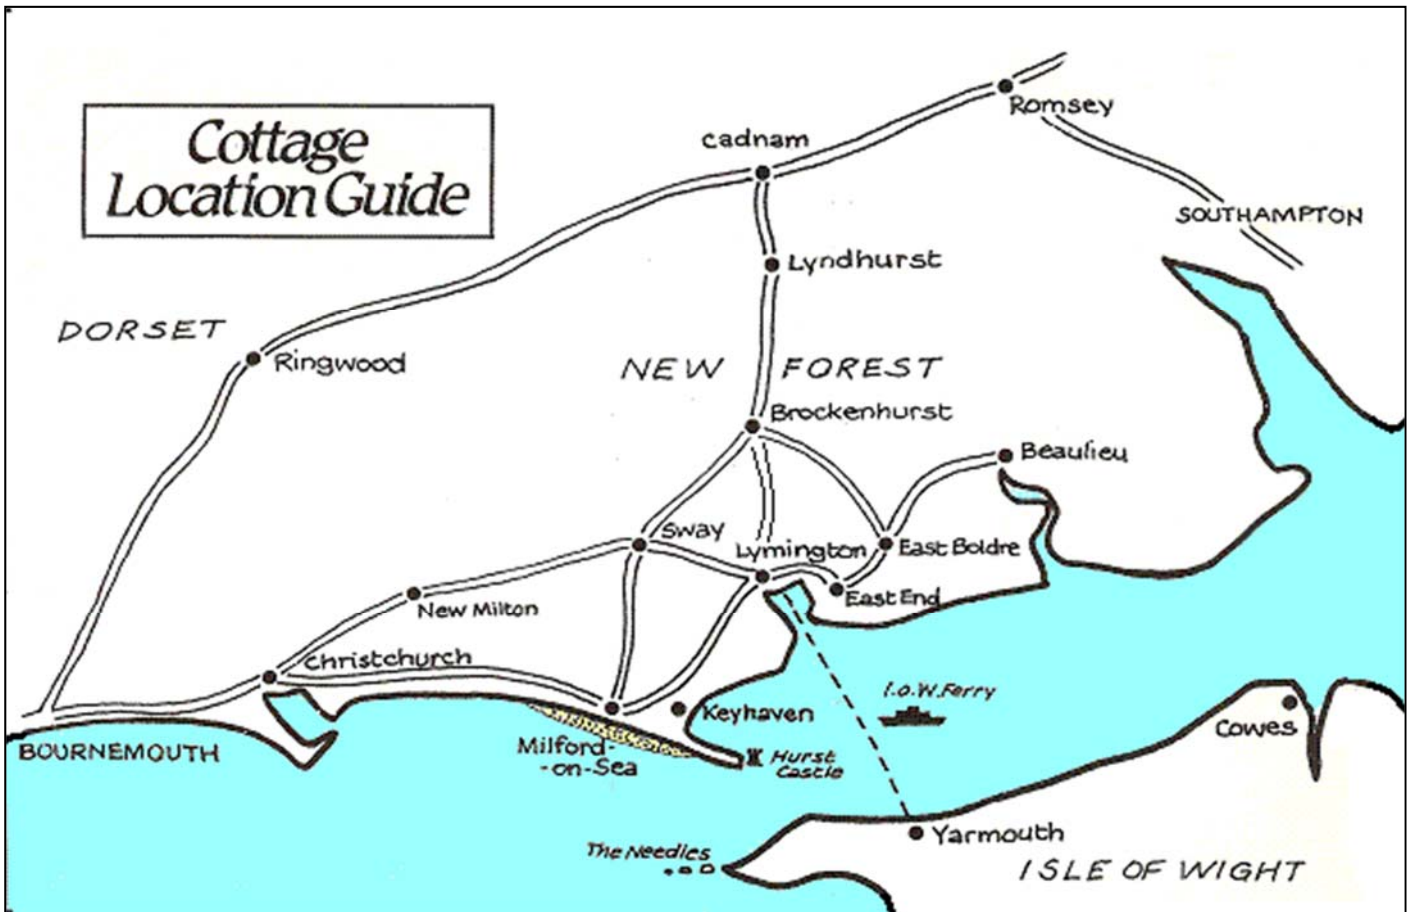 Cottage
Location Guide
Romsey
Cadnam
SOUTHAMPTON
Lyndhurst
DORSET
Ringwood
NEW FOREST
Brockenhurst
Beaulieu
Sway
Lymington
East Boldre
East End
New Milton
Christchurch
I.o.W. Ferry
Keyhaven
Cowes
BOURNEMOUTH
Milford-
-on-Sea
Hurst
Castle
Yarmouth
The Needles
ISLE OF WIGHT